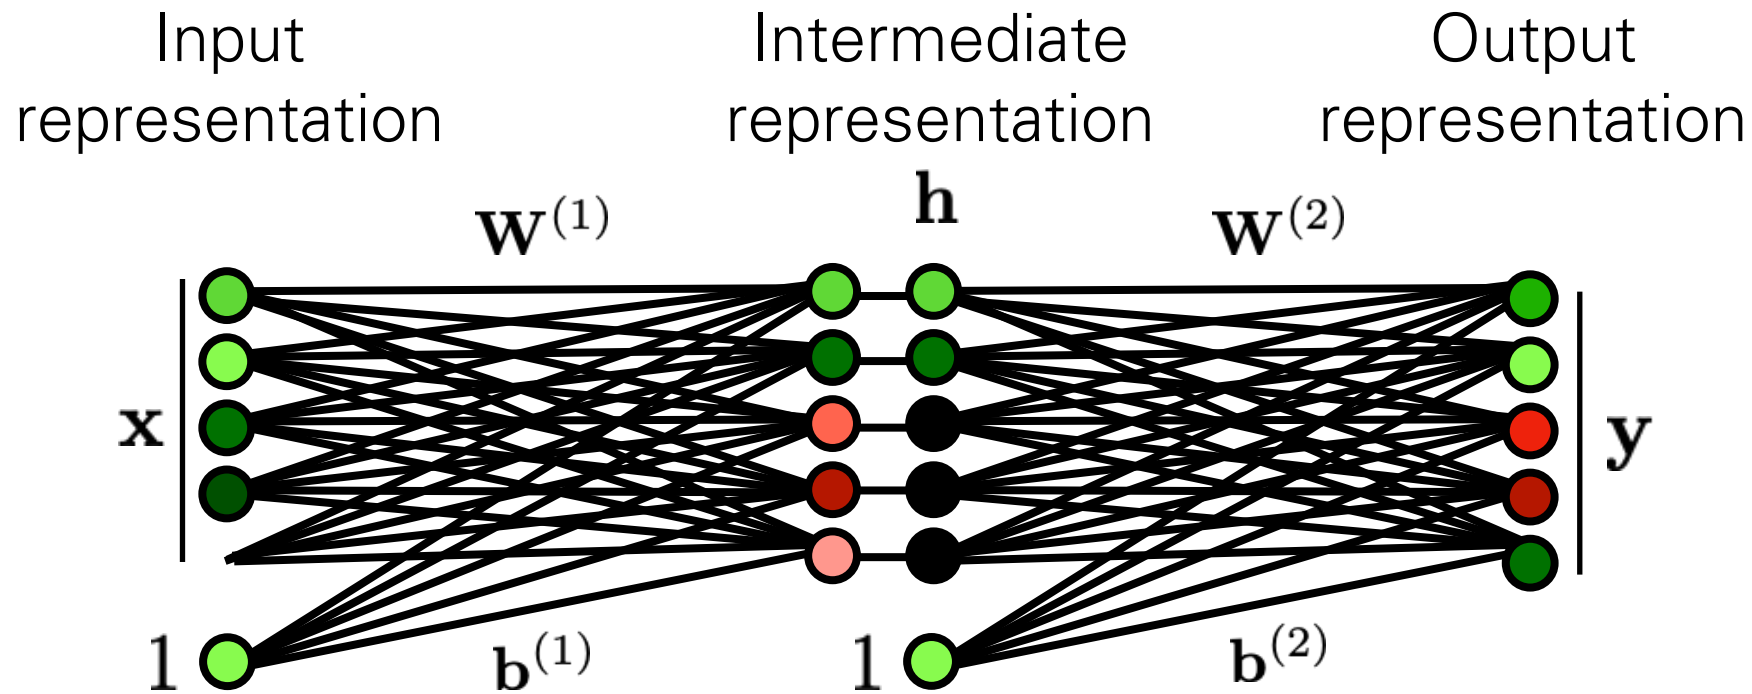 Input
representation
Intermediate
representation
Output
representation
h
W^(1)
W^(2)
x
y
1
b^(1)
1
b^(2)